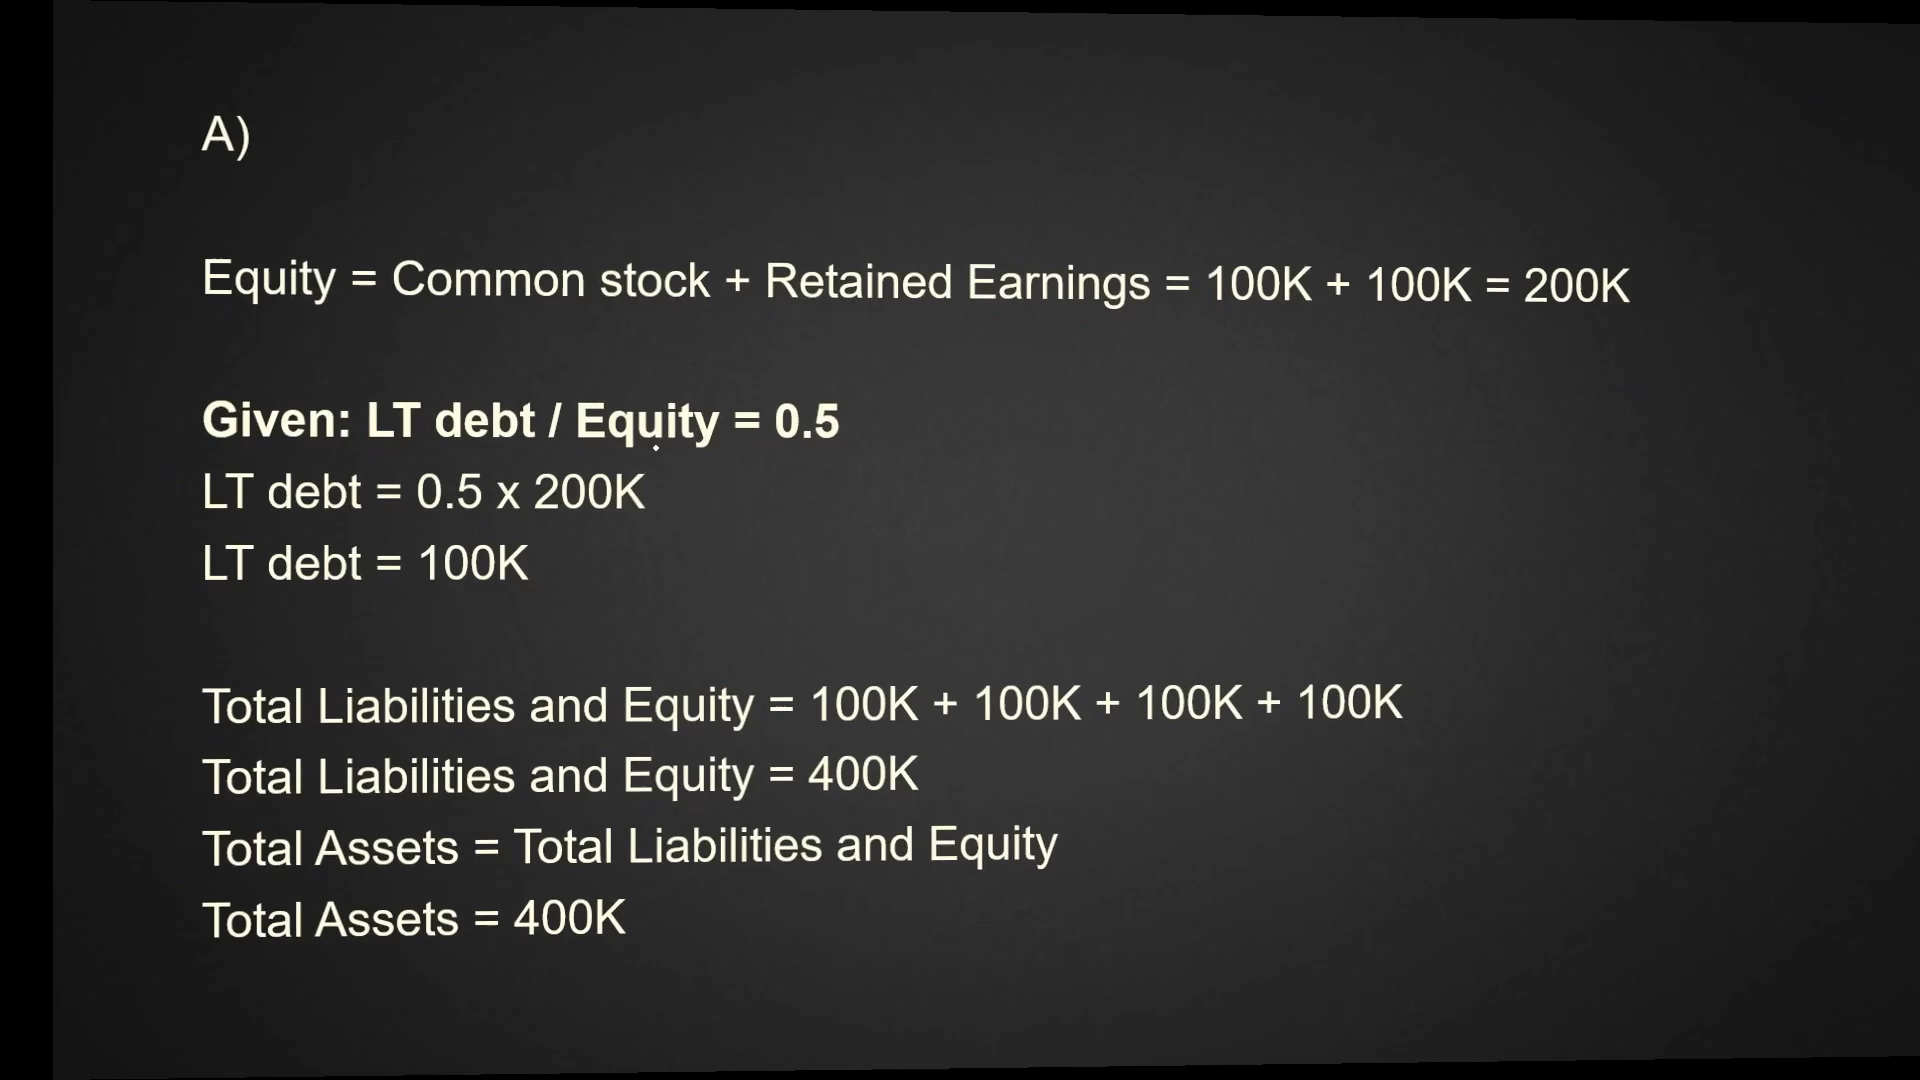 A)
Equity = Common stock + Retained Earnings = 100K + 100K = 200K
Given: LT debt / Equity = 0.5
LT debt = 0.5 x 200K
LT debt = 100K
Total Liabilities and Equity = 100K + 100K + 100K + 100K
Total Liabilities and Equity = 400K
Total Assets = Total Liabilities and Equity
Total Assets = 400K